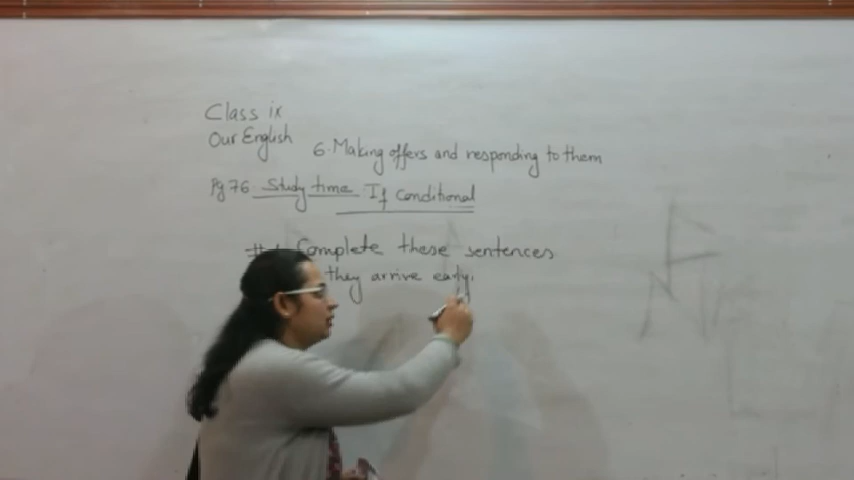 Class ix
Our English 6. Making offers and responding to them
Pg 76. Study time If Conditional
Complete these sentences
they arrive early,